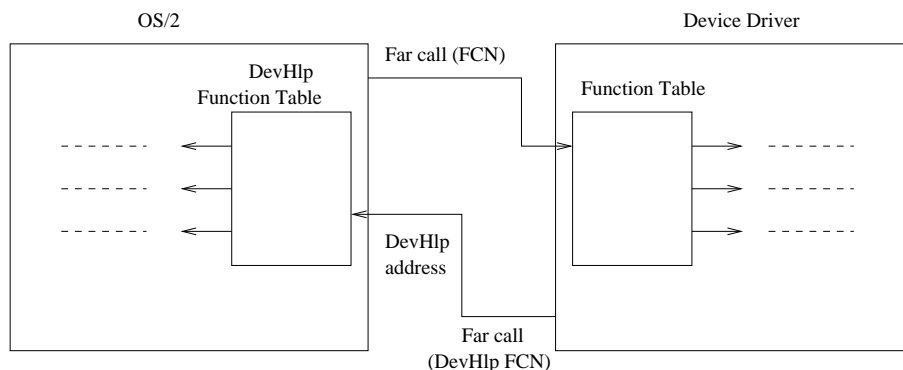 OS/2
Device Driver
DevHlp
Function Table
Far call (FCN)
Function Table
DevHlp
address
Far call
(DevHlp FCN)